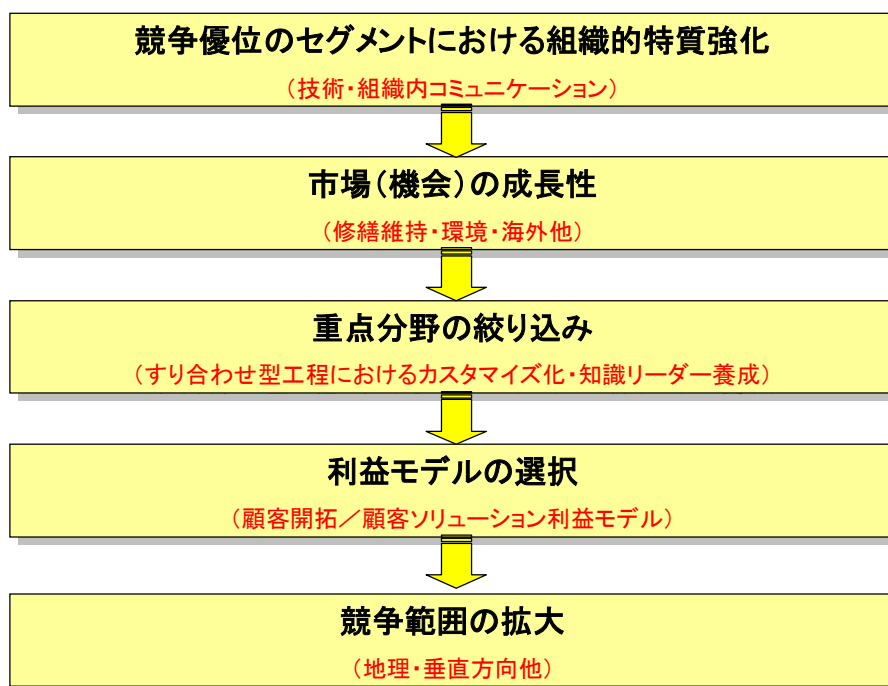 競争優位のセグメントにおける組織的特質強化
（技術・組織内コミュニケーション）
市場（機会）の成長性
（修繕維持・環境・海外他）
重点分野の絞り込み
（すり合わせ型工程におけるカスタマイズ化・知識リーダー養成）
利益モデルの選択
（顧客開拓／顧客ソリューション利益モデル）
競争範囲の拡大
（地理・垂直方向他）